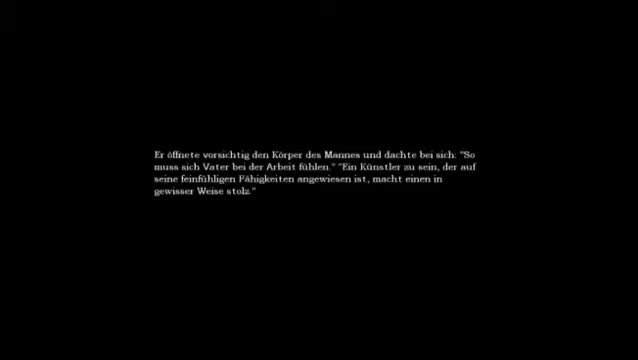 Er öffnete vorsichtig den Körper des Mannes und dachte bei sich: "So
muss sich Vater bei der Arbeit fühlen." "Ein Künstler zu sein, der auf
seine feinfühligen Fähigkeiten angewiesen ist, macht einen in
gewisser Weise stolz."